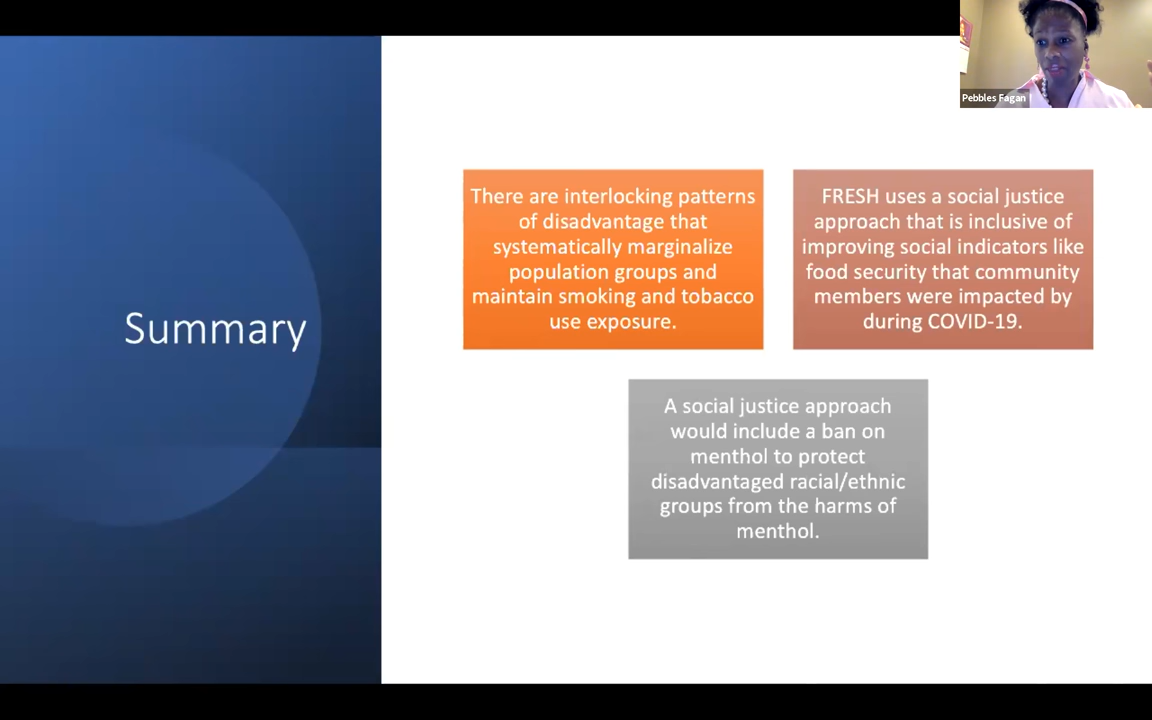 Pebbles Fagan
Summary
There are interlocking patterns
of disadvantage that
systematically marginalize
population groups and
maintain smoking and tobacco
use exposure.
FRESH uses a social justice
approach that is inclusive of
improving social indicators like
food security that community
members were impacted by
during COVID-19.
A social justice approach
would include a ban on
menthol to protect
disadvantaged racial/ethnic
groups from the harms of
menthol.